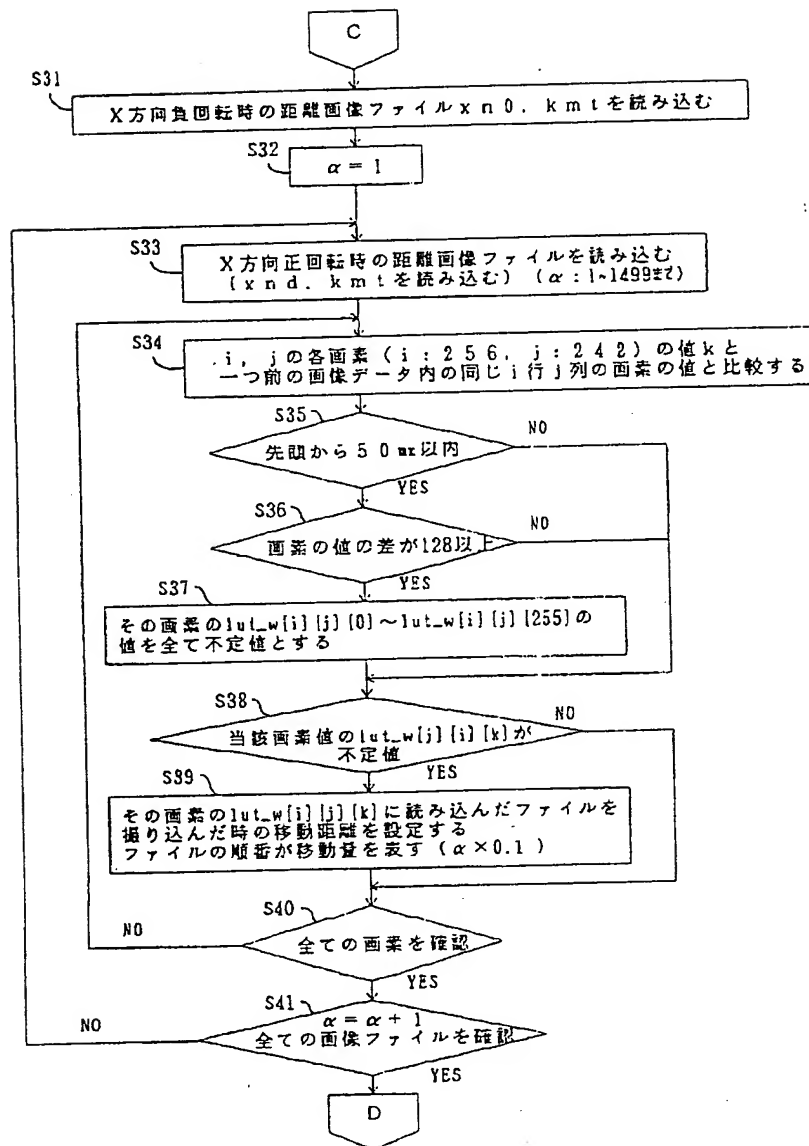 C
S31
X方向負回転時の距離画像ファイルxn0.kmtを読み込む
S32
α=1
S33
X方向正回転時の距離画像ファイルを読み込む
(xnd.kmtを読み込む)(α:1~1499まで)
S34
i,jの各画素(i:256,j:242)の値kと
一つ前の画像データ内の同じi行j列の画素の値と比較する
S35
先頭から50mm以内
NO
YES
S36
画素の値の差が128以上
NO
YES
S37
その画素のlut_w[i][j][0]～lut_w[i][j][255]の
値を全て不定値とする
S38
当該画素値のlut_w[j][i][k]が
不定値
NO
YES
S39
その画素のlut_w[i][j][k]に読み込んだファイルを
振り込んだ時の移動距離を設定する
ファイルの順番が移動量を表す(α×0.1)
S40
全ての画素を確認
NO
YES
S41
α=α+1
全ての画像ファイルを確認
NO
YES
D